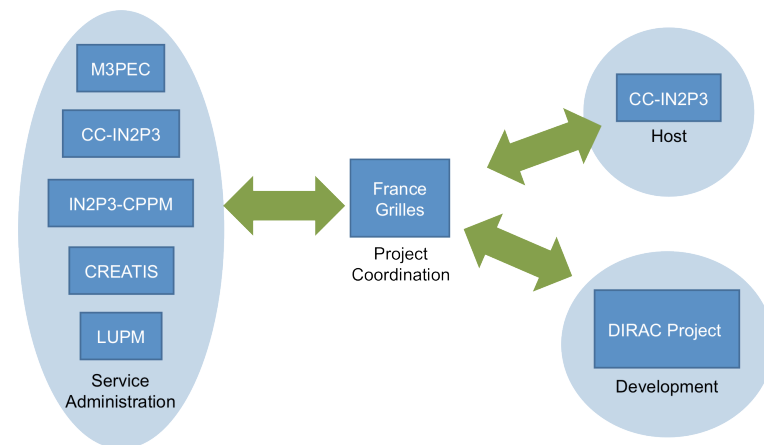 M3PEC
CC-IN2P3
IN2P3-CPPM
CREATIS
LUPM
Service
Administration
France
Grilles
Project
Coordination
CC-IN2P3
Host
DIRAC Project
Development